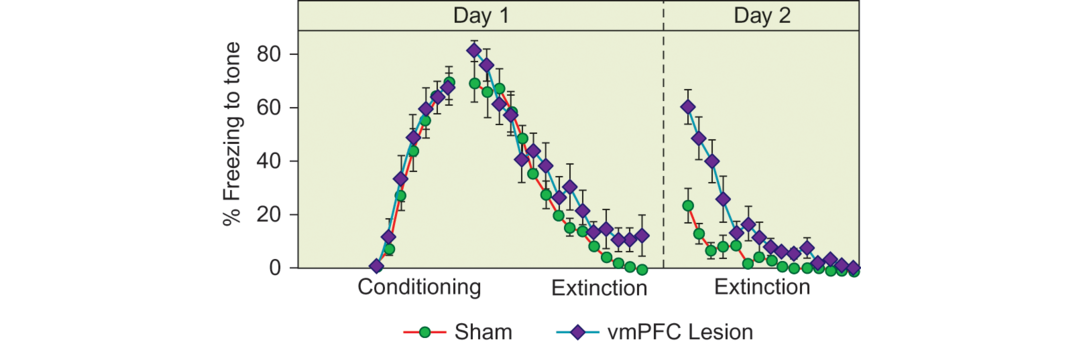 Day 1 Day 2
% Freezing to tone
80
60
40
20
0
Conditioning Extinction Extinction
Sham vmPFC Lesion